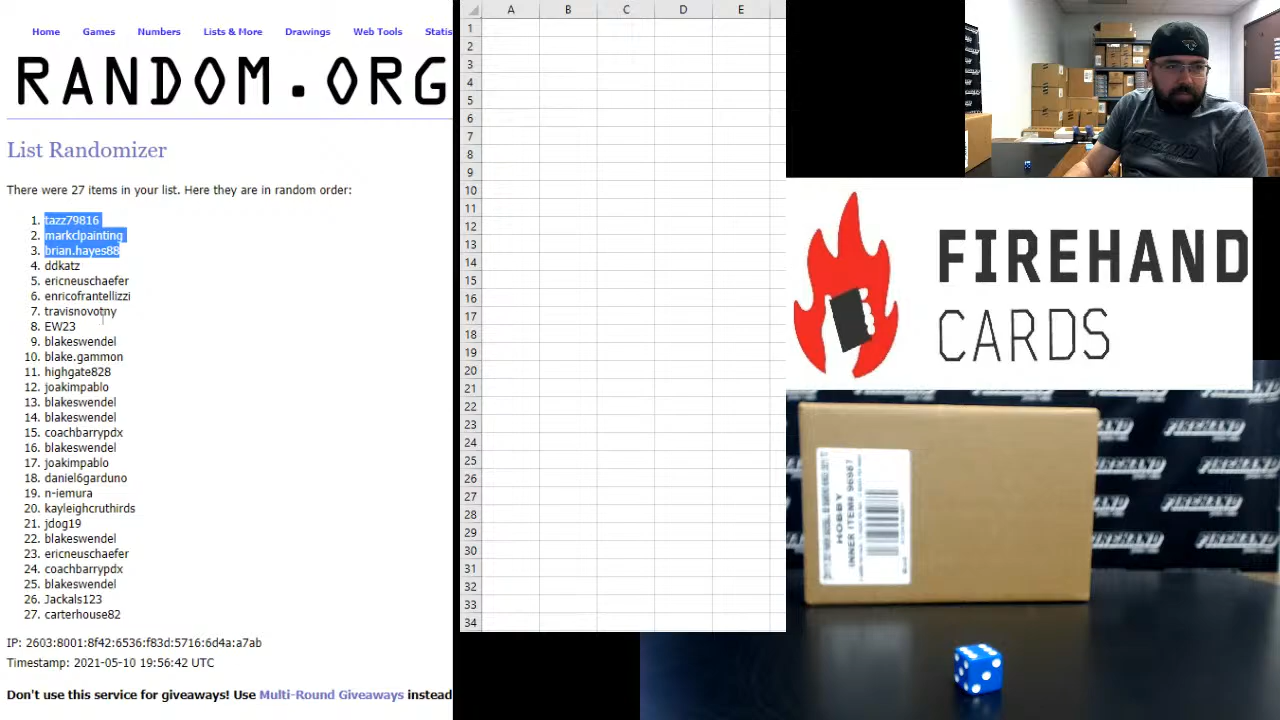 Home Games Numbers Lists & More Drawings Web Tools Statis
RANDOM.ORG
List Randomizer
There were 27 items in your list. Here they are in random order:
1. tazz79816
2. markclpainting
3. brian.hayes88
4. ddkatz
5. ericneuschaefer
6. enricofrantellizzi
7. travisnovotny
8. EW23
9. blakeswendel
10. blake.gammon
11. highgate828
12. joakimpablo
13. blakeswendel
14. blakeswendel
15. coachbarrypdx
16. blakeswendel
17. joakimpablo
18. daniel6garduno
19. n-iemura
20. kayleighcruthirds
21. jdog19
22. blakeswendel
23. ericneuschaefer
24. coachbarrypdx
25. blakeswendel
26. Jackals123
27. carterhouse82
IP: 2603:8001:8f42:6536:f83d:5716:6d4a:a7ab
Timestamp: 2021-05-10 19:56:42 UTC
Don't use this service for giveaways! Use Multi-Round Giveaways instead
A B C D E
1
2
3
4
5
6
7
8
9
10
11
12
13
14
15
16
17
18
19
20
21
22
23
24
25
26
27
28
29
30
31
32
33
34
FIREHAND
CARDS
HOBBY
INNER ITEM# 96987